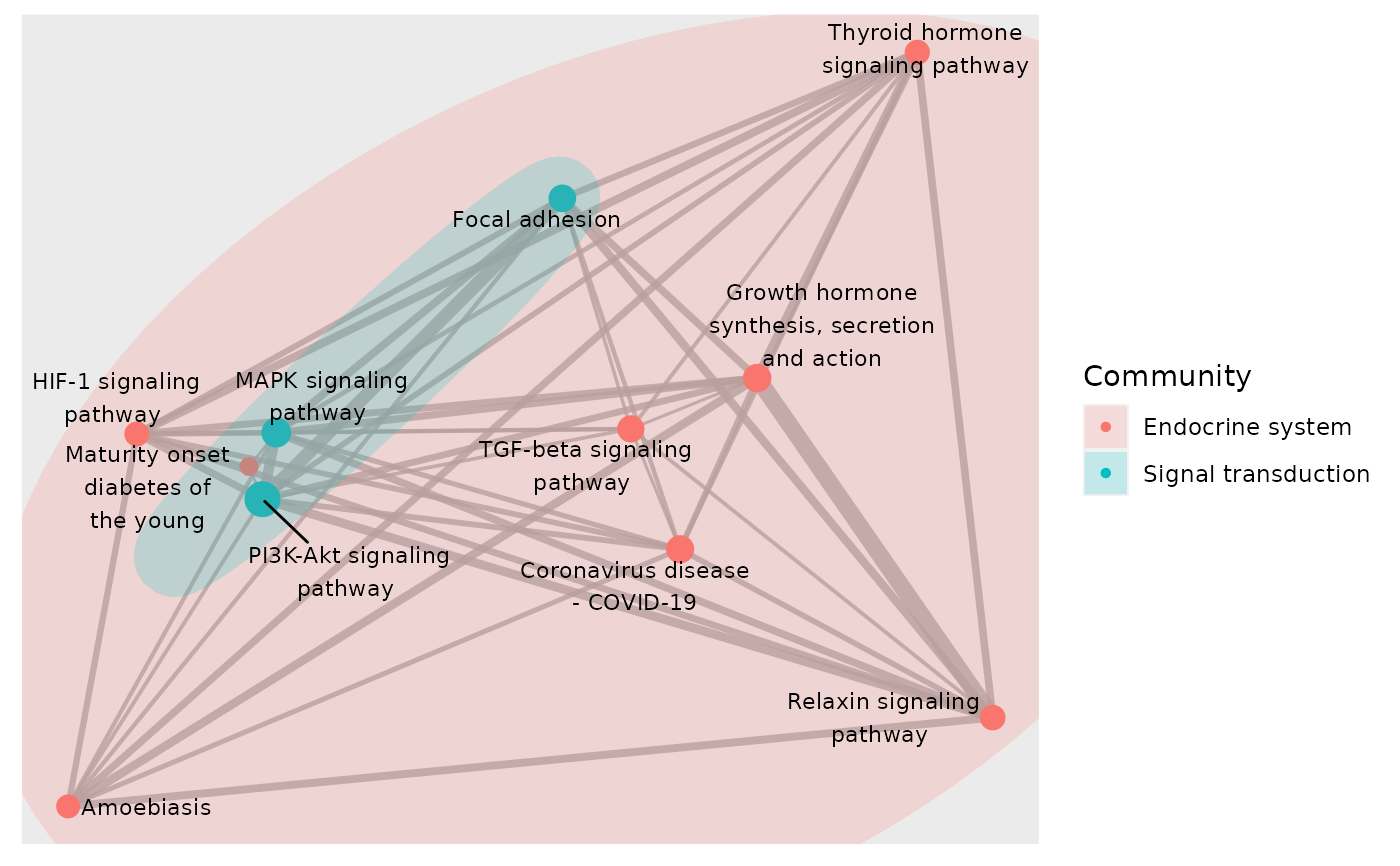 Thyroid hormone
signaling pathway
Focal adhesion
Growth hormone
synthesis, secretion
and action
HIF-1 signaling
pathway
MAPK signaling
pathway
Maturity onset
diabetes of
the young
TGF-beta signaling
pathway
PI3K-Akt signaling
pathway
Coronavirus disease
- COVID-19
Relaxin signaling
pathway
Amoebiasis
Community
Endocrine system
Signal transduction